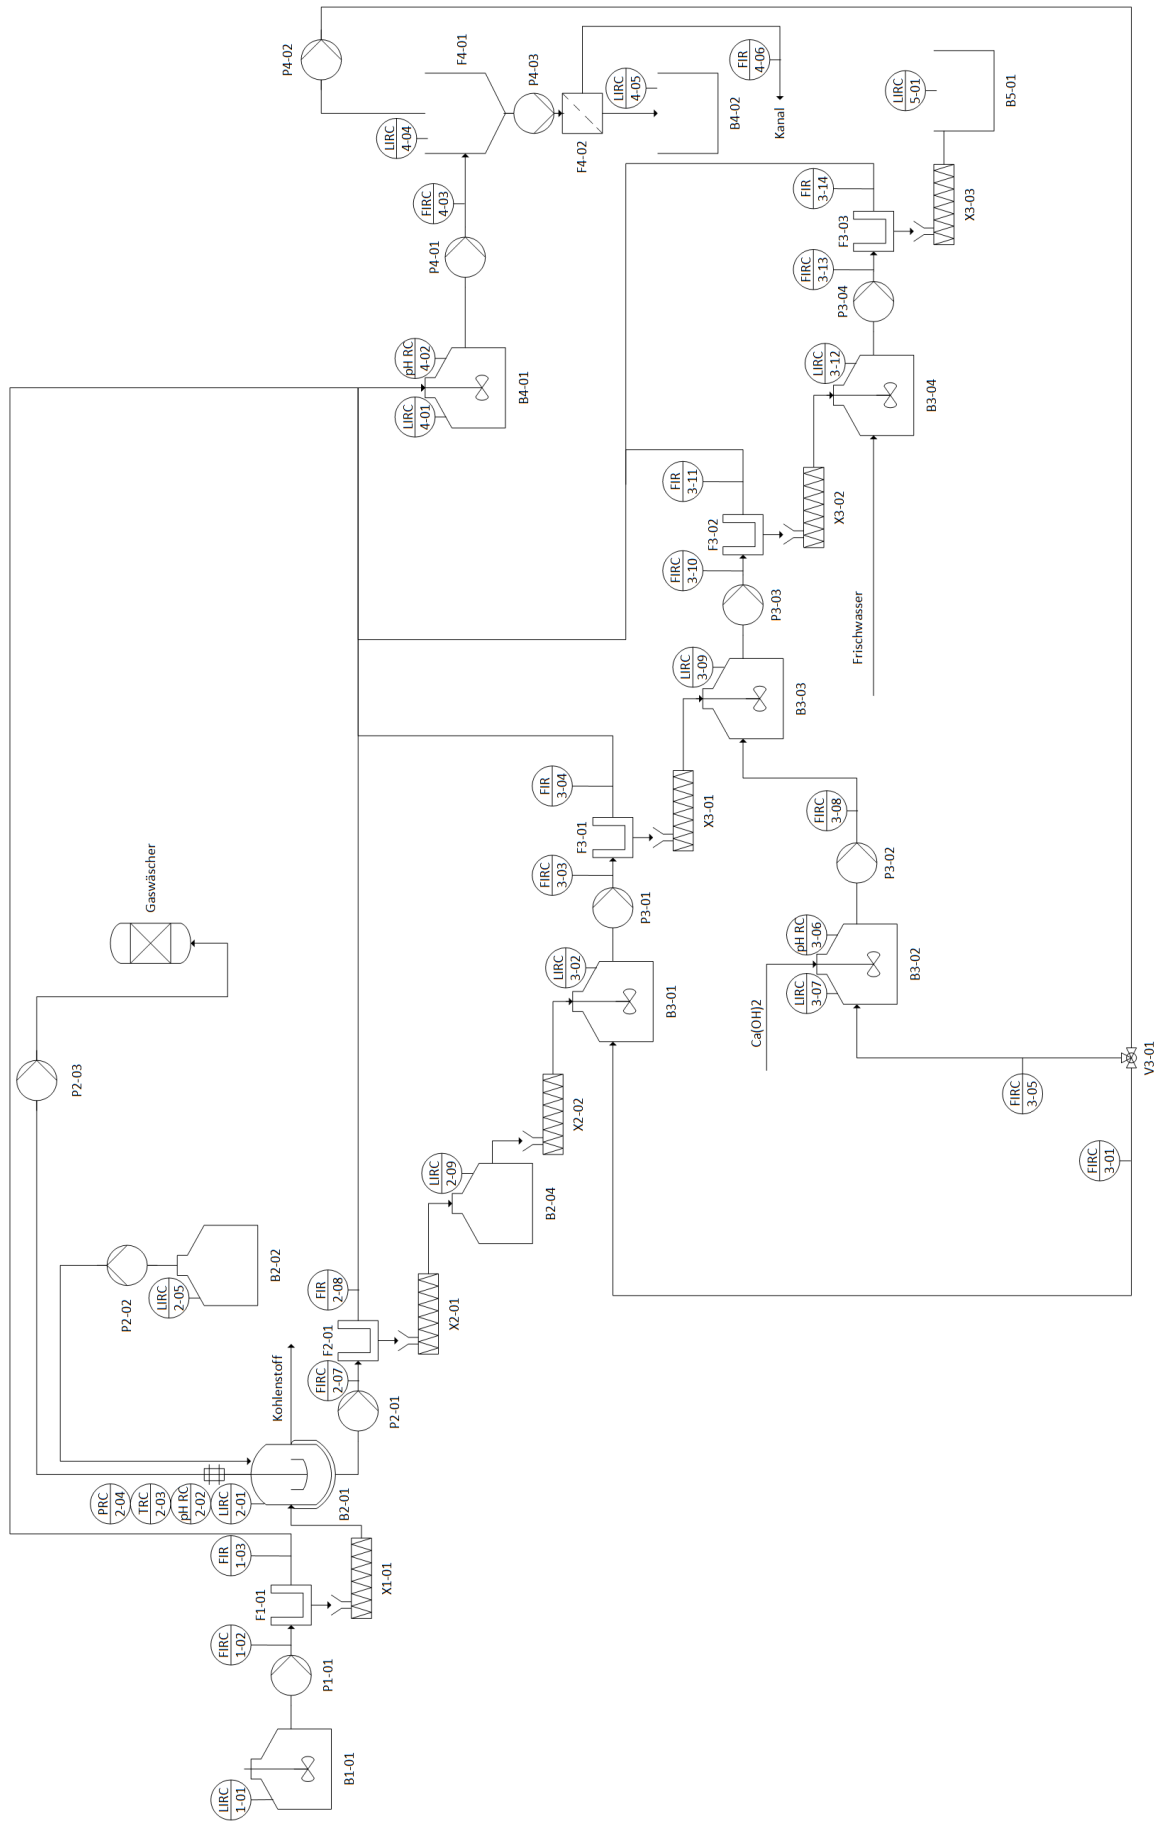 LIRC
1-01
B1-01
P1-01
FIRC
1-02
F1-01
FIR
1-03
X1-01
PRC
2-04
TRC
2-03
pH RC
2-02
LIRC
2-01
B2-01
Kohlenstoff
P2-02
LIRC
2-05
B2-02
P2-03
Gaswäscher
P2-01
FIRC
2-07
F2-01
FIR
2-08
X2-01
LIRC
2-09
B2-04
X2-02
LIRC
3-02
B3-01
P3-01
FIRC
3-03
F3-01
FIR
3-04
X3-01
FIRC
3-01
V3-01
FIRC
3-05
Ca(OH)2
LIRC
3-07
pH RC
3-06
B3-02
P3-02
FIRC
3-08
LIRC
3-09
B3-03
P3-03
FIRC
3-10
F3-02
FIR
3-11
X3-02
Frischwasser
LIRC
3-12
B3-04
P3-04
FIRC
3-13
F3-03
FIR
3-14
X3-03
LIRC
5-01
B5-01
LIRC
4-01
pH RC
4-02
B4-01
P4-01
FIRC
4-03
LIRC
4-04
F4-01
P4-02
P4-03
F4-02
LIRC
4-05
B4-02
FIR
4-06
Kanal